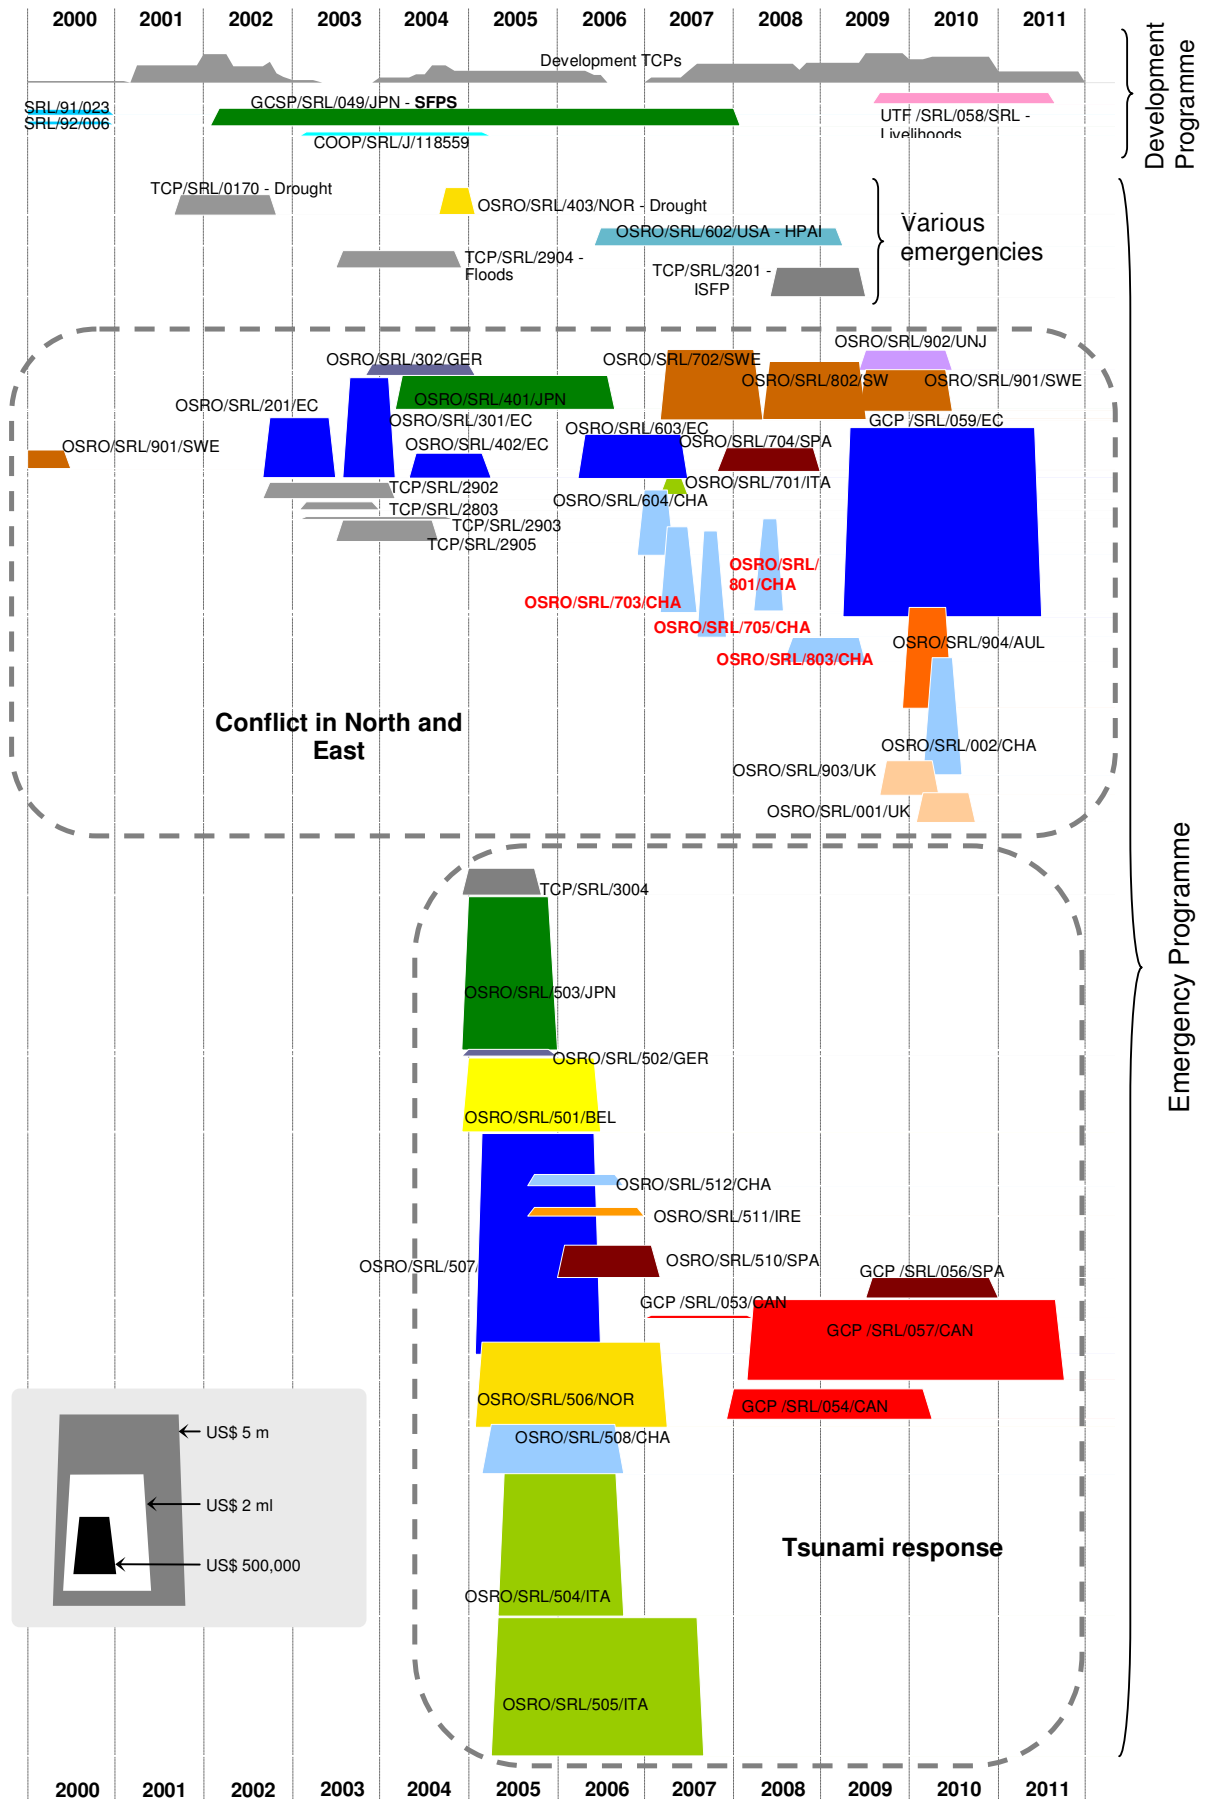 2000 2001 2002 2003 2004 2005 2006 2007 2008 2009 2010 2011
Development TCPs
SRL/91/023
GCSP/SRL/049/JPN - SFPS
SRL/92/006
UTF /SRL/058/SRL -
Livelihoods
COOP/SRL/J/118559
Development
Programme
TCP/SRL/0170 - Drought
OSRO/SRL/403/NOR - Drought
OSRO/SRL/602/USA - HPAI
TCP/SRL/2904 -
Floods
TCP/SRL/3201 -
ISFP
Various
emergencies
OSRO/SRL/902/UNJ
OSRO/SRL/302/GER
OSRO/SRL/702/SWE
OSRO/SRL/802/SW
OSRO/SRL/901/SWE
OSRO/SRL/401/JPN
OSRO/SRL/201/EC
OSRO/SRL/301/EC
GCP /SRL/059/EC
OSRO/SRL/603/EC
OSRO/SRL/704/SPA
OSRO/SRL/402/EC
OSRO/SRL/901/SWE
OSRO/SRL/701/ITA
TCP/SRL/2902
OSRO/SRL/604/CHA
TCP/SRL/2803
TCP/SRL/2903
TCP/SRL/2905
OSRO/SRL/
801/CHA
OSRO/SRL/703/CHA
OSRO/SRL/705/CHA
OSRO/SRL/904/AUL
OSRO/SRL/803/CHA
Conflict in North and
East
OSRO/SRL/002/CHA
OSRO/SRL/903/UK
OSRO/SRL/001/UK
TCP/SRL/3004
OSRO/SRL/503/JPN
OSRO/SRL/502/GER
OSRO/SRL/501/BEL
Emergency Programme
OSRO/SRL/512/CHA
OSRO/SRL/511/IRE
OSRO/SRL/510/SPA
OSRO/SRL/507/
GCP /SRL/056/SPA
GCP /SRL/053/CAN
GCP /SRL/057/CAN
OSRO/SRL/506/NOR
GCP /SRL/054/CAN
OSRO/SRL/508/CHA
US$ 5 m
US$ 2 ml
US$ 500,000
Tsunami response
OSRO/SRL/504/ITA
OSRO/SRL/505/ITA
2000 2001 2002 2003 2004 2005 2006 2007 2008 2009 2010 2011